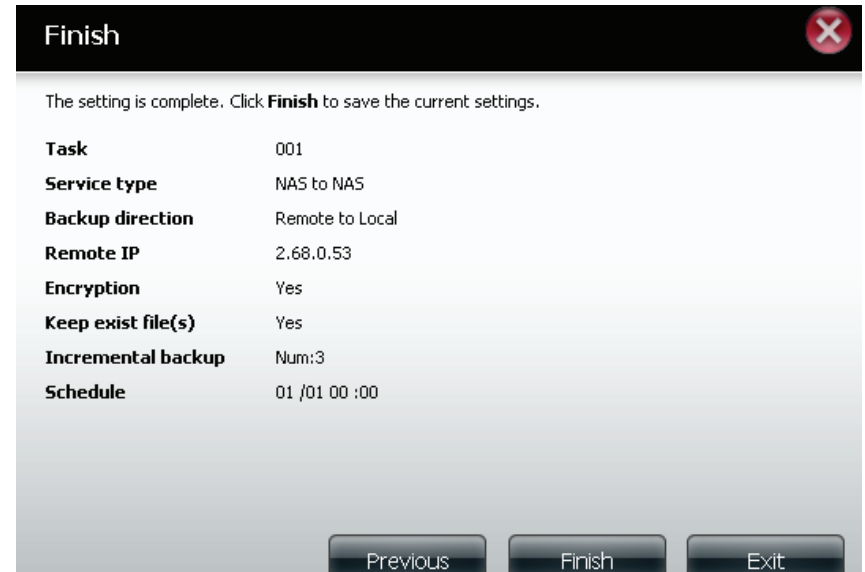 Finish
The setting is complete. Click Finish to save the current settings.
Task 001
Service type NAS to NAS
Backup direction Remote to Local
Remote IP 2.68.0.53
Encryption Yes
Keep exist file(s) Yes
Incremental backup Num:3
Schedule 01 /01 00 :00
Previous Finish Exit